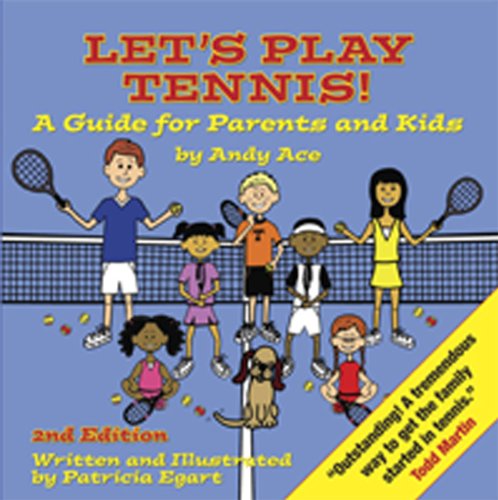 LET'S PLAY
TENNIS!
A Guide for Parents and Kids
by Andy Ace
T
2nd Edition
Written and Illustrated
by Patricia Egart
"Outstanding! A tremendous
way to get the family
started in tennis."
Todd Martin